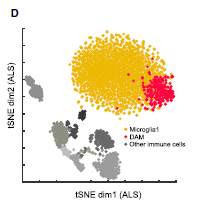 D
tSNE dim2 (ALS)
Microglia1
DAM
Other immune cells
tSNE dim1 (ALS)